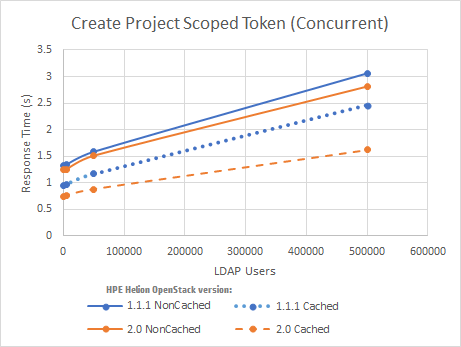 Create Project Scoped Token (Concurrent)
3.5
3
2.5
2
1.5
1
0.5
0
Response Time (s)
0 100000 200000 300000 400000 500000 600000
LDAP Users
HPE Helion OpenStack version:
1.1.1 NonCached 1.1.1 Cached
2.0 NonCached 2.0 Cached